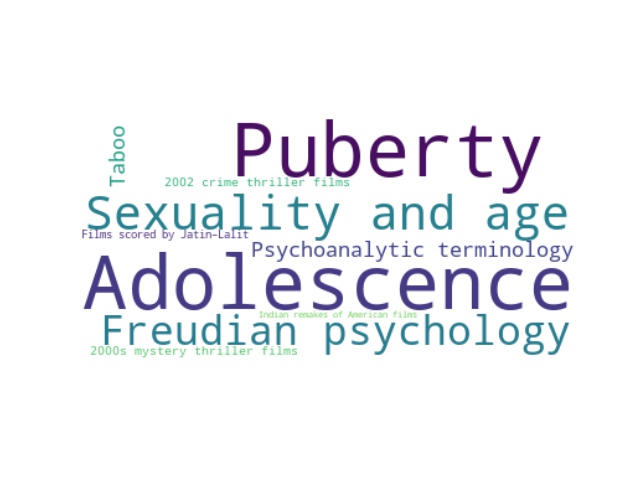 Puberty
Taboo
2002 crime thriller films
Sexuality and age
Films scored by Jatin–Lalit
Psychoanalytic terminology
Adolescence
Indian remakes of American films
Freudian psychology
2000s mystery thriller films